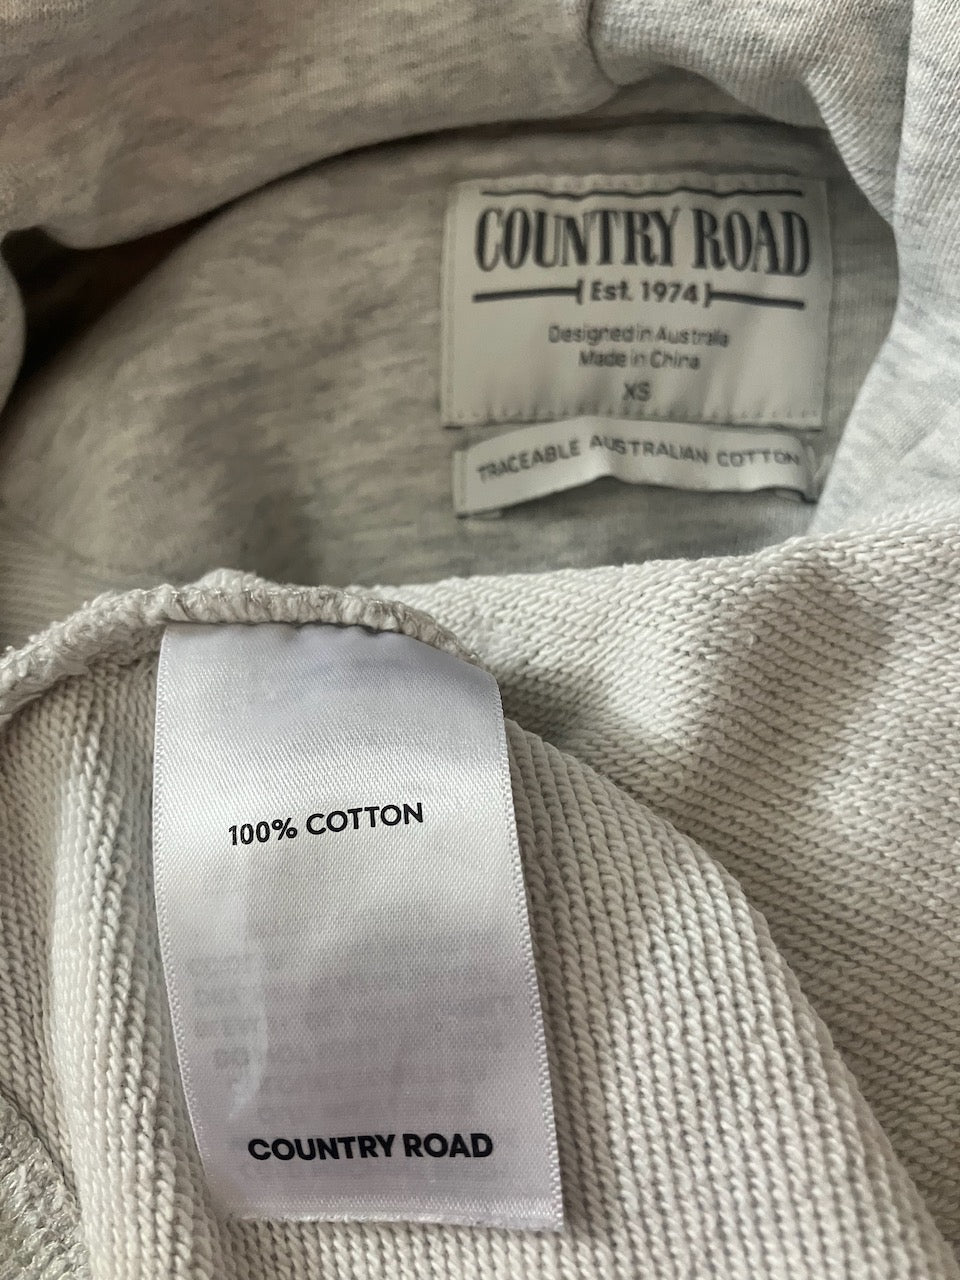 COUNTRY ROAD
Est. 1974
Designed in Australia
Made in China
XS
TRACEABLE AUSTRALIAN COTTON
100% COTTON
COUNTRY ROAD